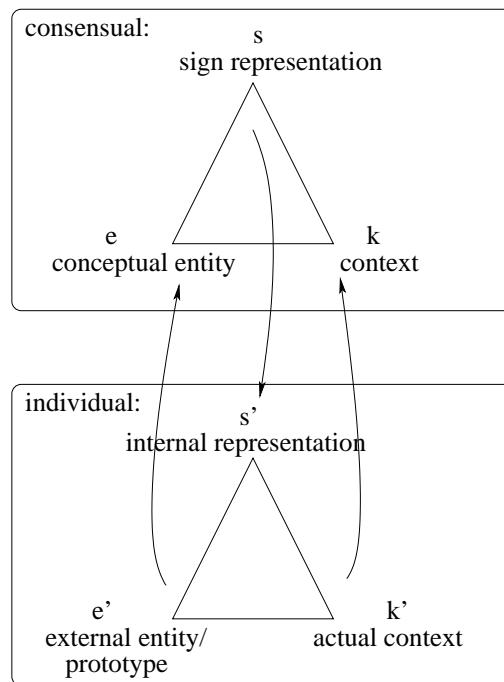 consensual:
s
sign representation
e
conceptual entity
k
context
individual:
s’
internal representation
e’
external entity/
prototype
k’
actual context